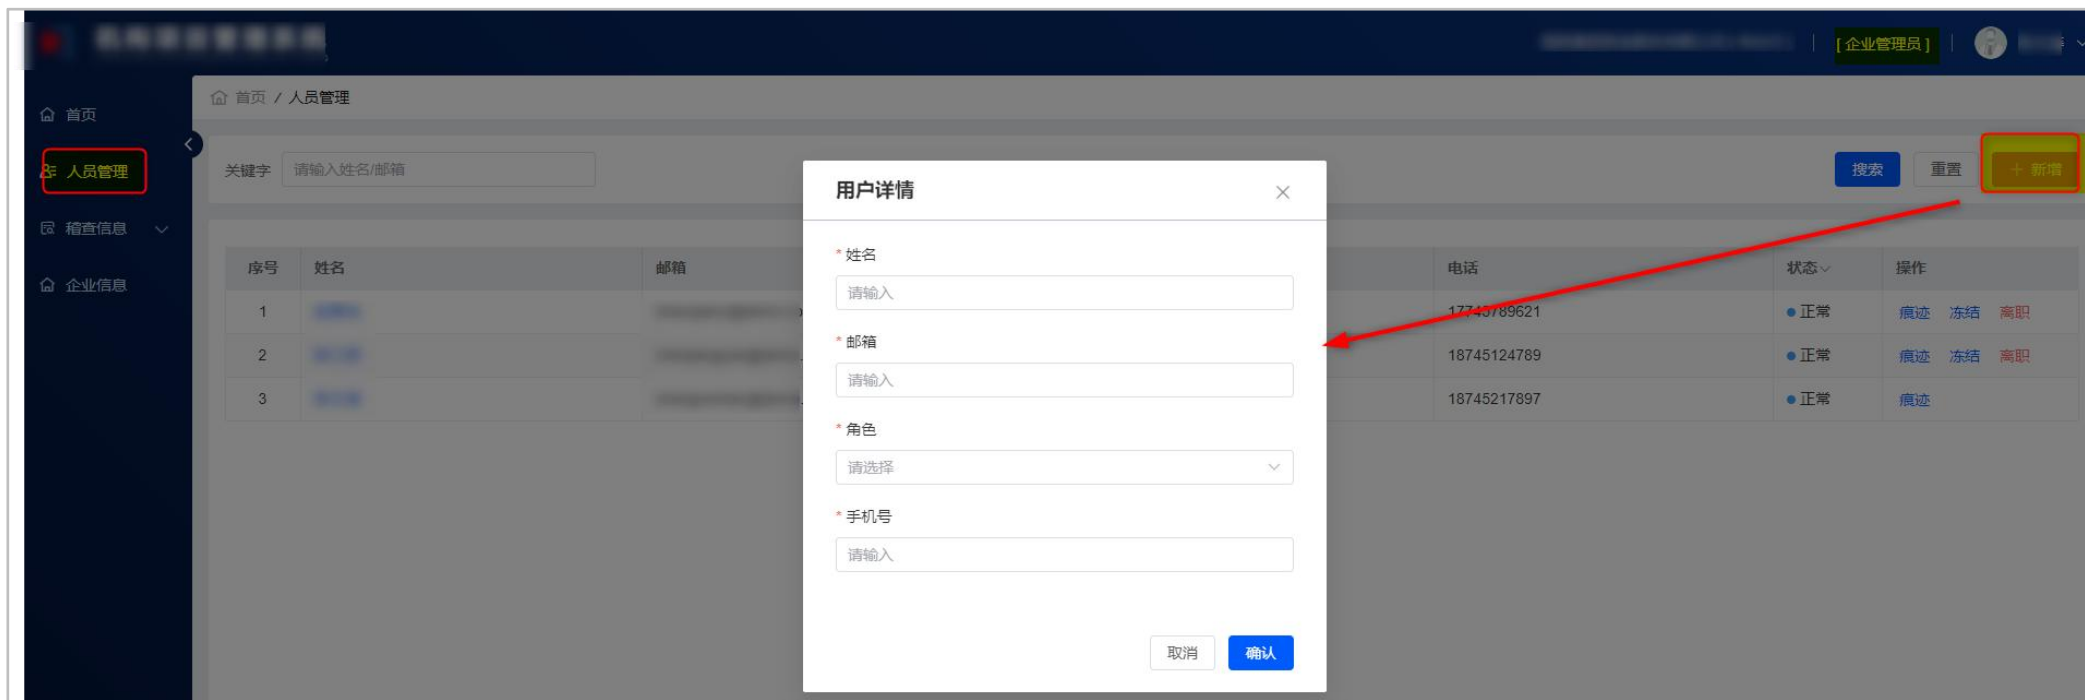 [ 企业管理员 ]
首页
首页 / 人员管理
人员管理
关键字 请输入姓名/邮箱
搜索 重置 + 新增
用户详情
稽查信息
企业信息
序号 姓名 邮箱 电话 状态 操作
1 17745789621 正常 痕迹 冻结 离职
2 18745124789 正常 痕迹 冻结 离职
3 18745217897 正常 痕迹
* 姓名
请输入
* 邮箱
请输入
* 角色
请选择
* 手机号
请输入
取消 确认